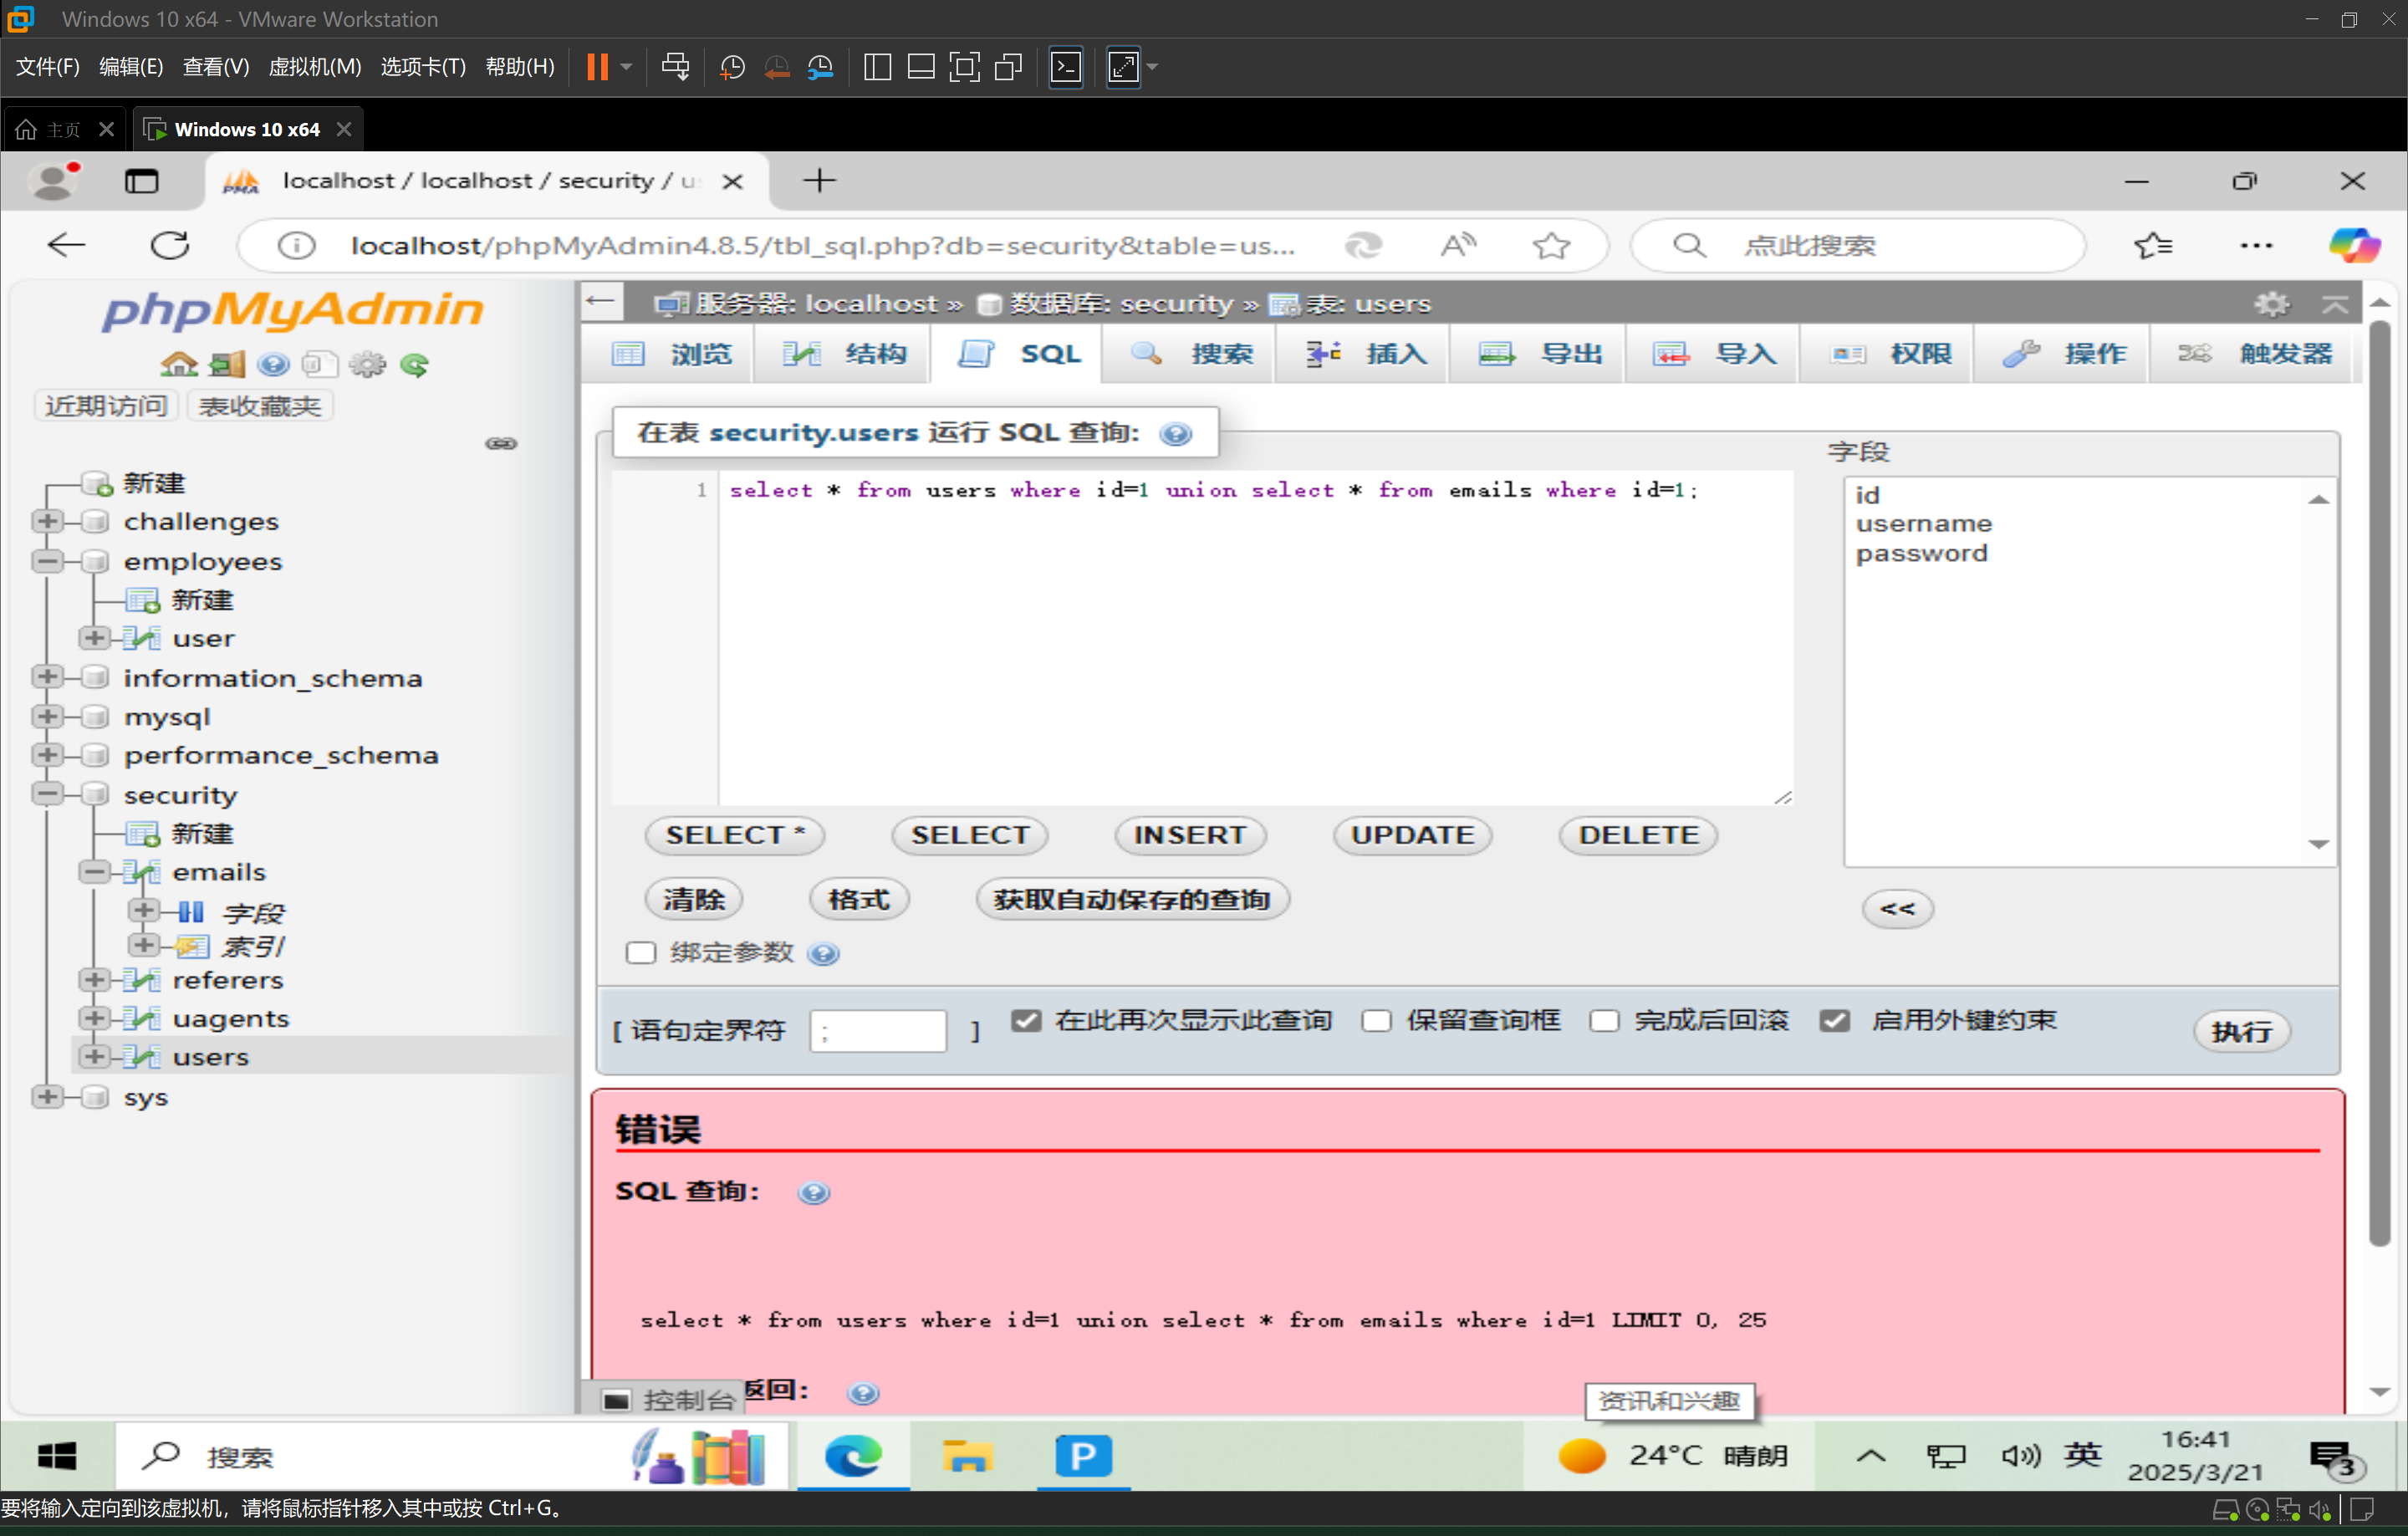 Windows 10 x64 - VMware Workstation
文件(F) 编辑(E) 查看(V) 虚拟机(M) 选项卡(T) 帮助(H)
主页 Windows 10 x64
PMA localhost / localhost / security / us
localhost/phpMyAdmin4.8.5/tbl_sql.php?db=security&table=us... 点此搜索
phpMyAdmin
近期访问 表收藏夹
新建
challenges
employees
新建
user
information_schema
mysql
performance_schema
security
新建
emails
字段
索引
referers
uagents
users
sys
服务器: localhost » 数据库: security » 表: users
浏览 结构 SQL 搜索 插入 导出 导入 权限 操作 触发器
在表 security.users 运行 SQL 查询:
1 select * from users where id=1 union select * from emails where id=1;
字段
id
username
password
SELECT * SELECT INSERT UPDATE DELETE
清除 格式 获取自动保存的查询 <<
绑定参数
[ 语句定界符 ; ] 在此再次显示此查询 保留查询框 完成后回滚 启用外键约束 执行
错误
SQL 查询:
select * from users where id=1 union select * from emails where id=1 LIMIT 0, 25
返回:
控制台
资讯和兴趣
搜索 P 24°C 晴朗 英 16:41
2025/3/21 3
要将输入定向到该虚拟机，请将鼠标指针移入其中或按 Ctrl+G。